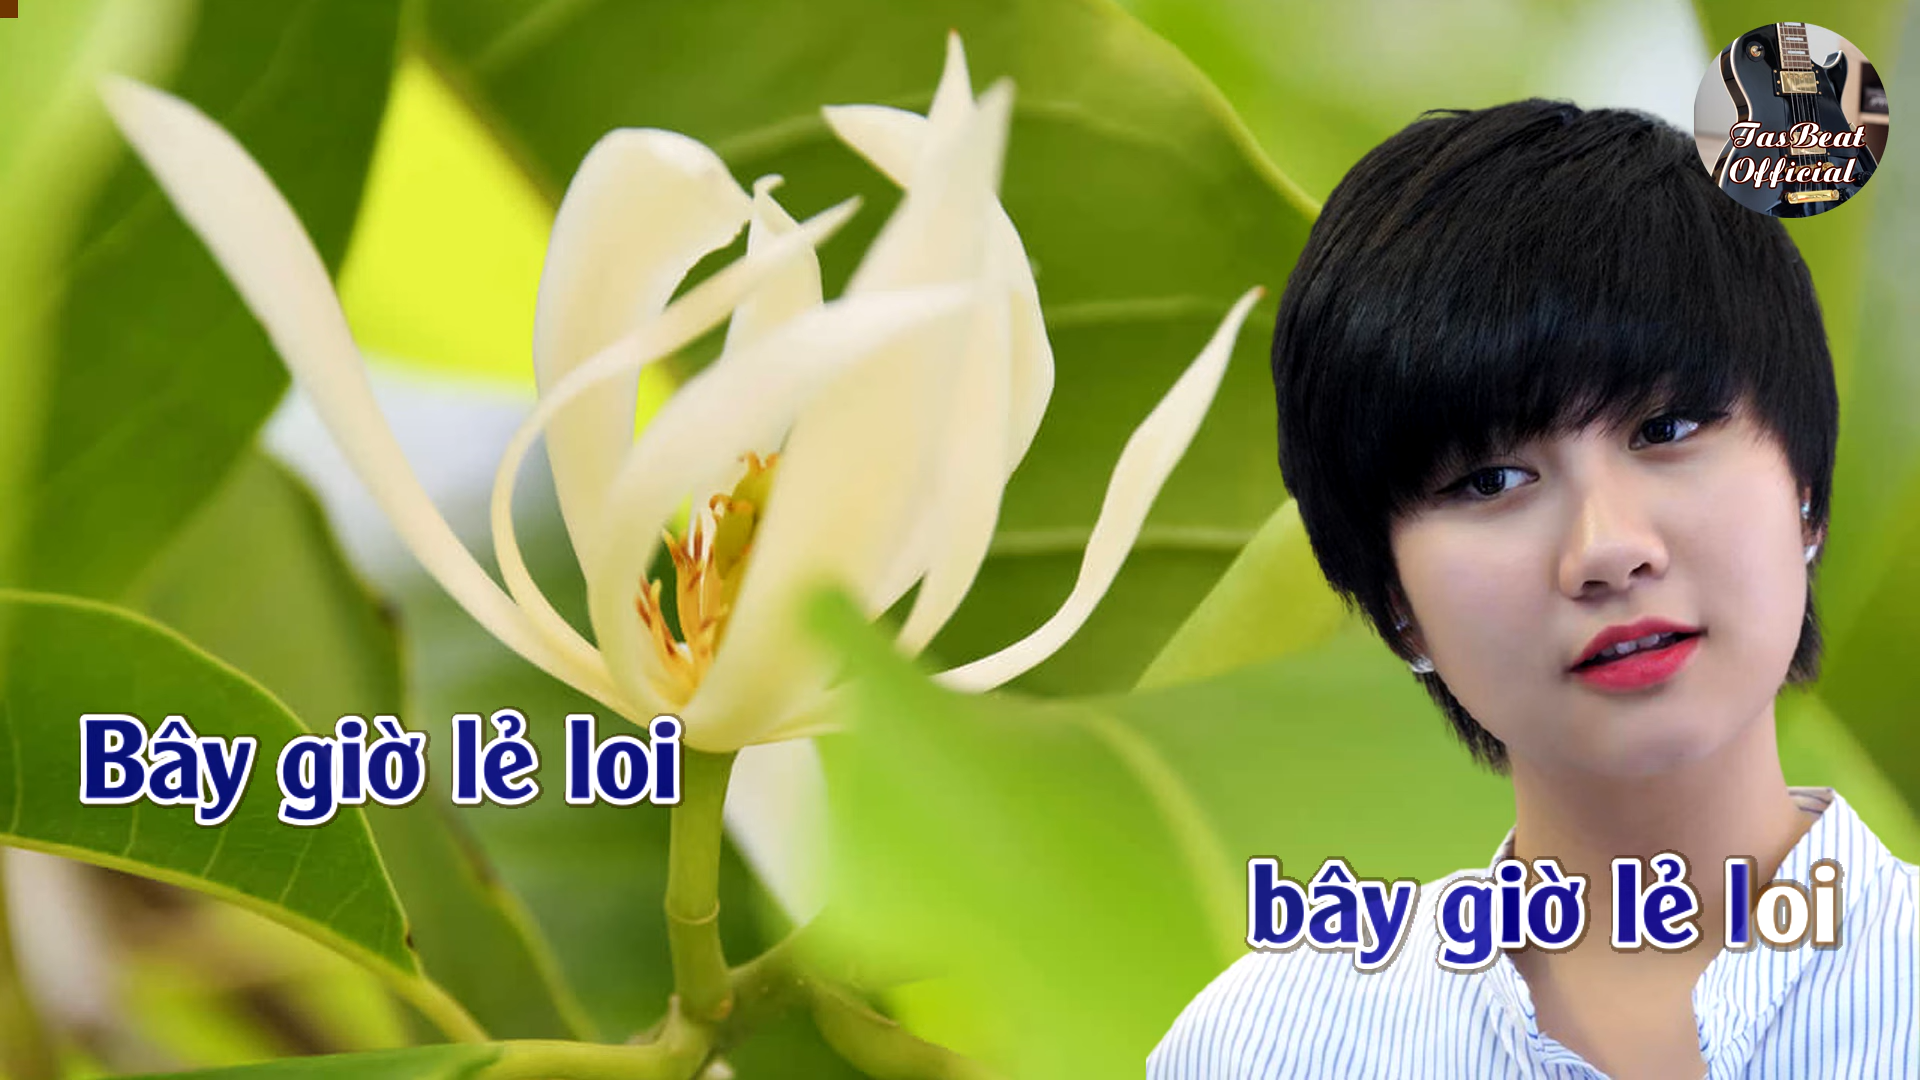 TasBeat
Official
Bây giờ lẻ loi
bây giờ lẻ loi